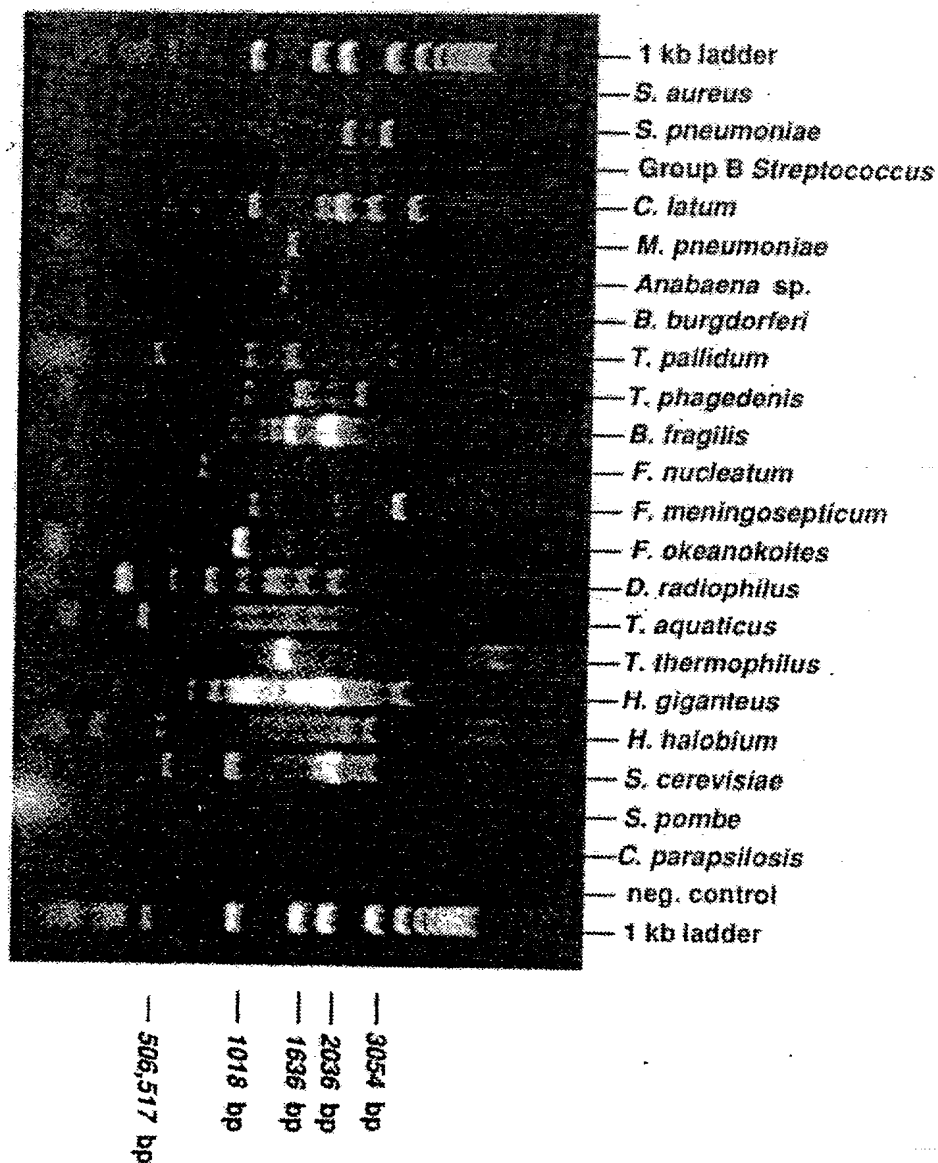 1 kb ladder
S. aureus
S. pneumoniae
Group B Streptococcus
C. latum
M. pneumoniae
Anabaena sp.
B. burgdorferi
T. pallidum
T. phagedenis
B. fragilis
F. nucleatum
F. meningosepticum
F. okeanokoites
D. radiophilus
T. aquaticus
T. thermophilus
H. giganteus
H. halobium
S. cerevisiae
S. pombe
C. parapsilosis
neg. control
1 kb ladder
506,517 bp
1018 bp
1636 bp
2036 bp
3054 bp